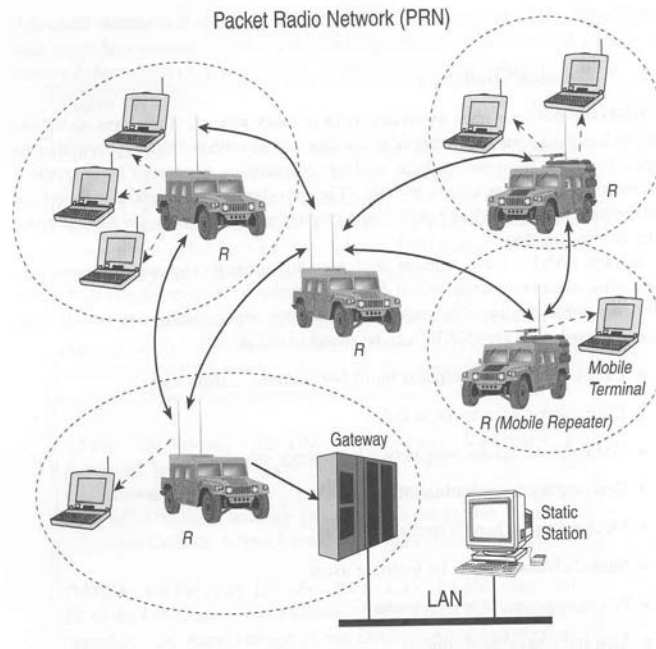 Packet Radio Network (PRN)
R
R
R
Mobile
Terminal
R (Mobile Repeater)
Gateway
R
Static
Station
LAN